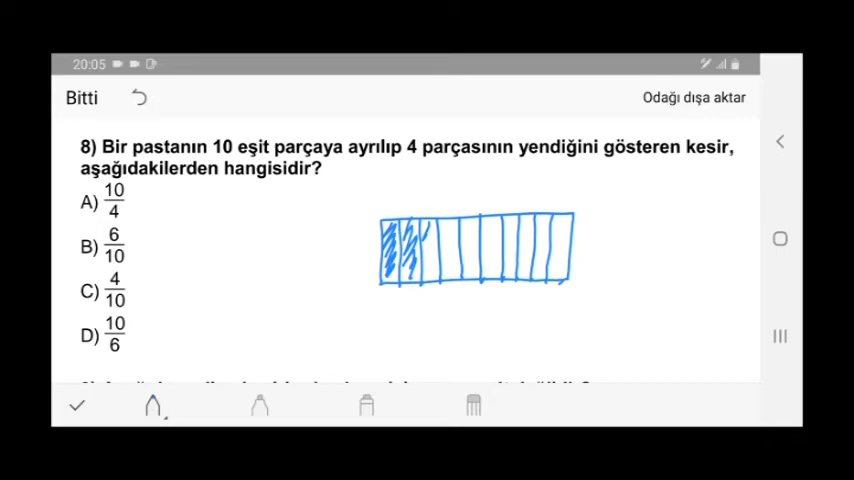 20:05
Bitti
Odağı dışa aktar
8) Bir pastanın 10 eşit parçaya ayrılıp 4 parçasının yendiğini gösteren kesir,
aşağıdakilerden hangisidir?
A) 10/4
B) 6/10
C) 4/10
D) 10/6